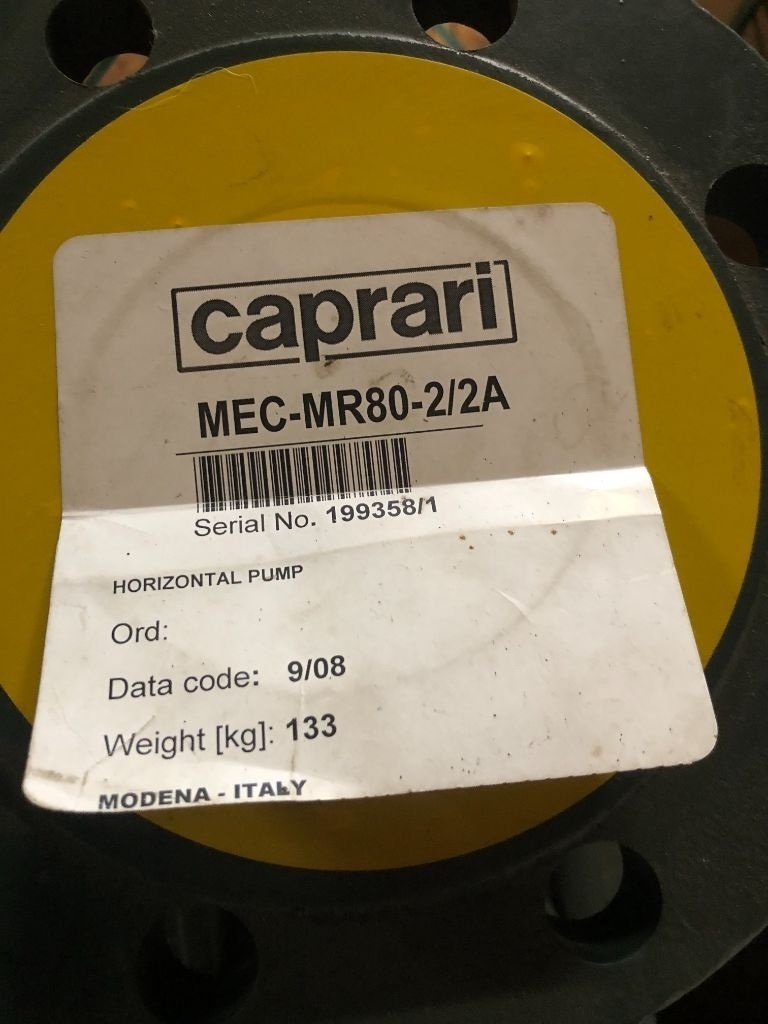 caprari
MEC-MR80-2/2A
Serial No. 199358/1
HORIZONTAL PUMP
Ord:
Data code: 9/08
Weight [kg]: 133
MODENA - ITALY